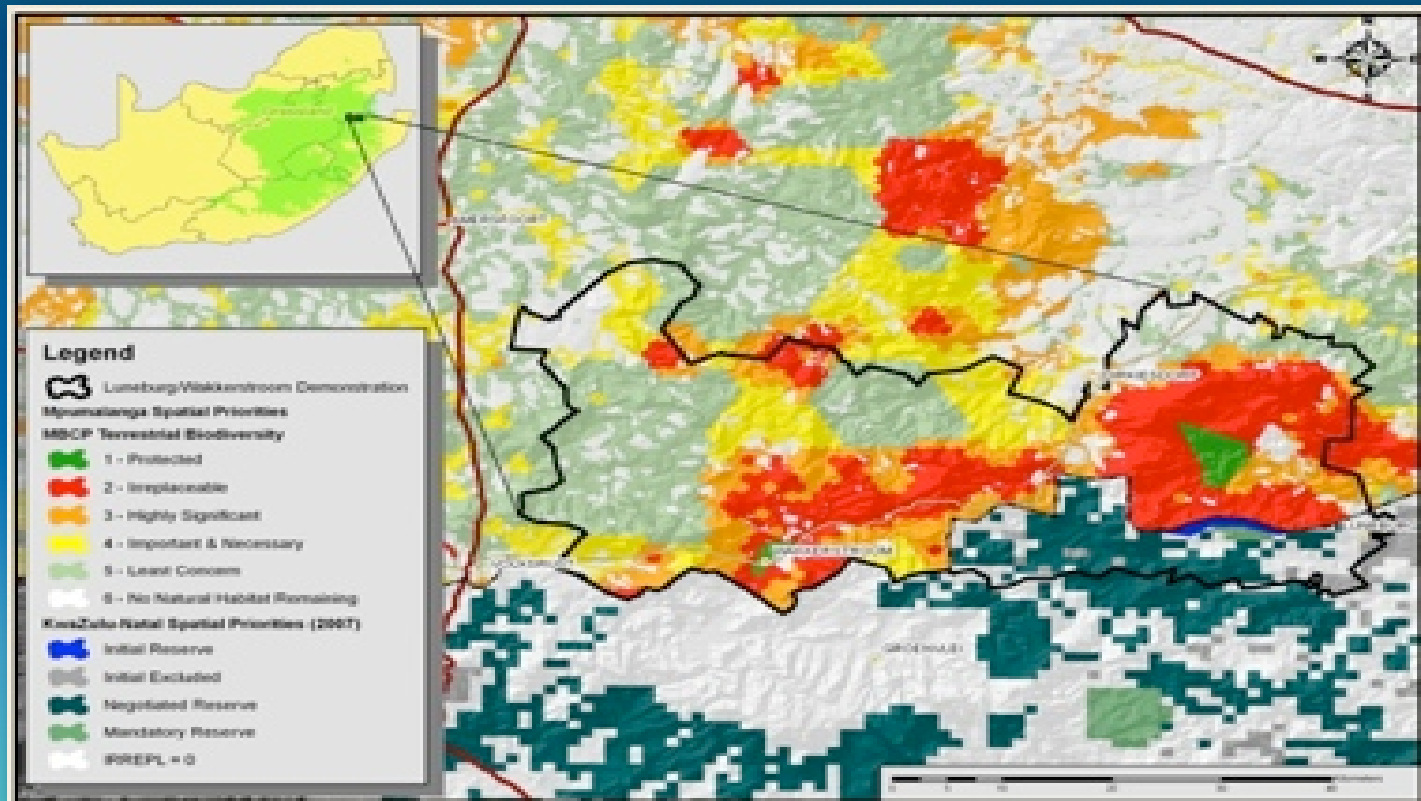 Legend
Luneburg/Wakkerstroom Demonstration
Mpumalanga Spatial Priorities
MBCP Terrestrial Biodiversity
1 - Protected
2 - Irreplaceable
3 - Highly Significant
4 - Important & Necessary
5 - Least Concern
6 - No Natural Habitat Remaining
KwaZulu-Natal Spatial Priorities (2007)
Initial Reserve
Initial Excluded
Negotiated Reserve
Mandatory Reserve
IRREPL = 0
WAKKERSTROOM
GROENVLEI